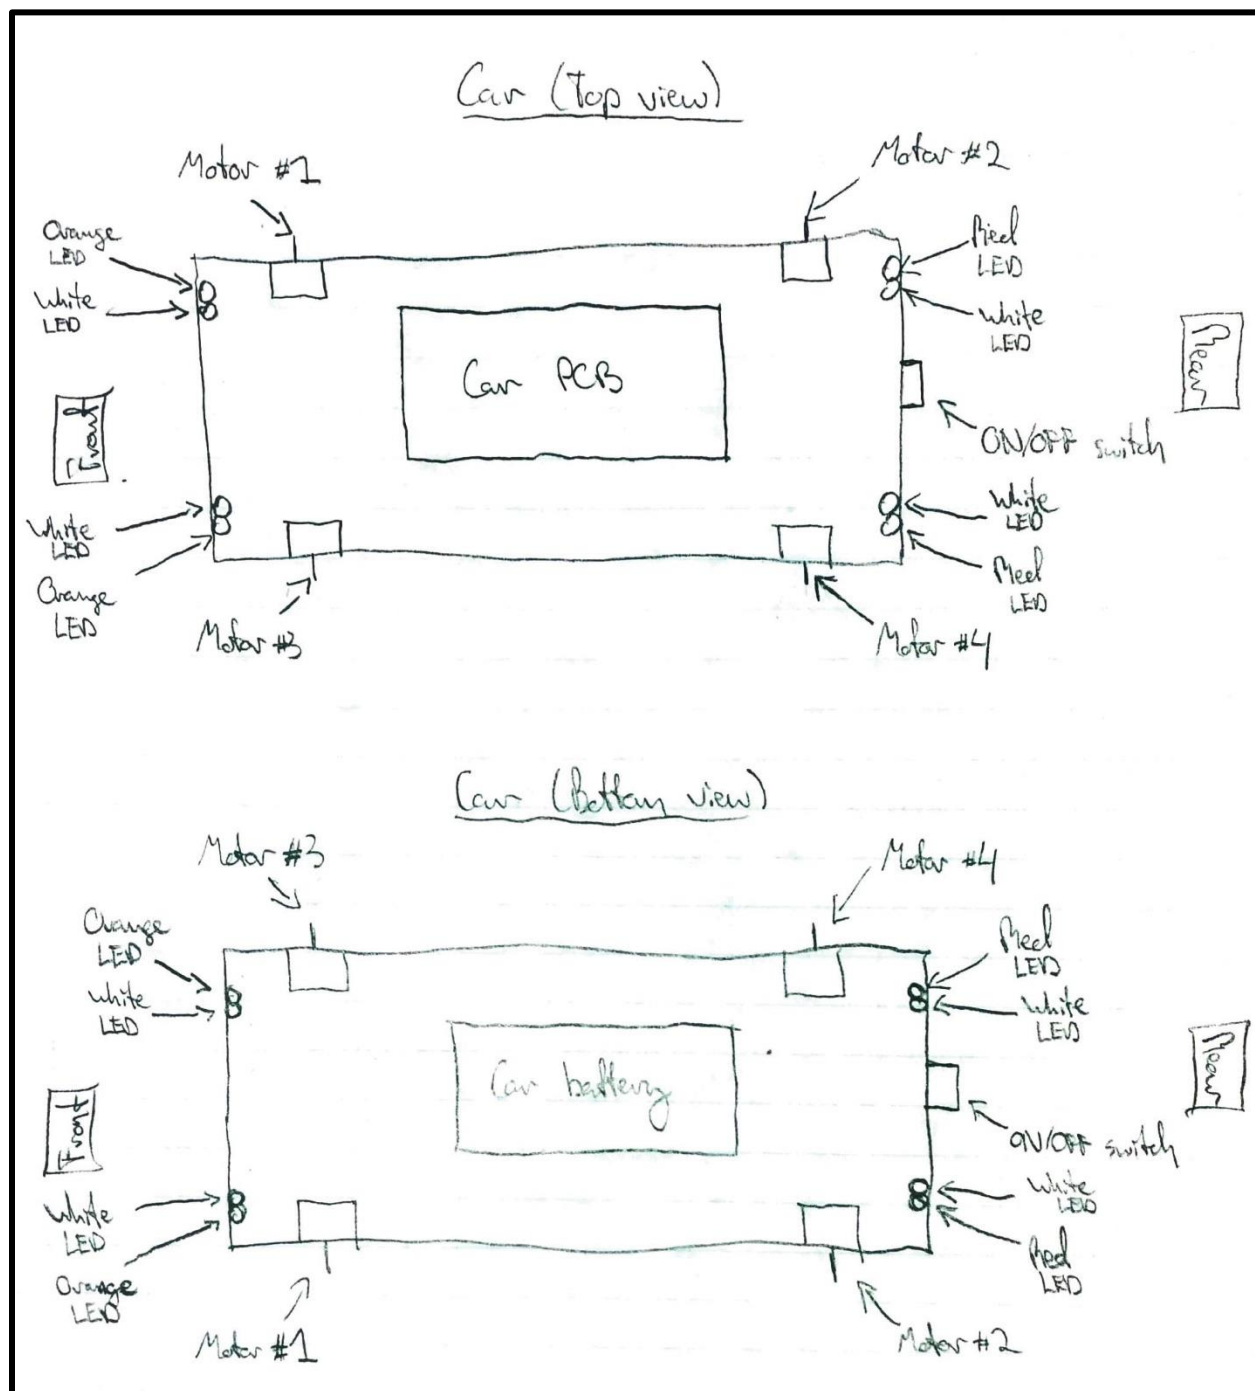 Car (Top view)
Motor #1
Motor #2
Orange
LED
White
LED
Red
LED
White
LED
Car PCB
Front
Rear
ON/OFF switch
White
LED
Orange
LED
White
LED
Red
LED
Motor #3
Motor #4
Car (Bottom view)
Motor #3
Motor #4
Orange
LED
White
LED
Red
LED
White
LED
Car battery
Front
Rear
ON/OFF switch
White
LED
Orange
LED
White
LED
Red
LED
Motor #1
Motor #2